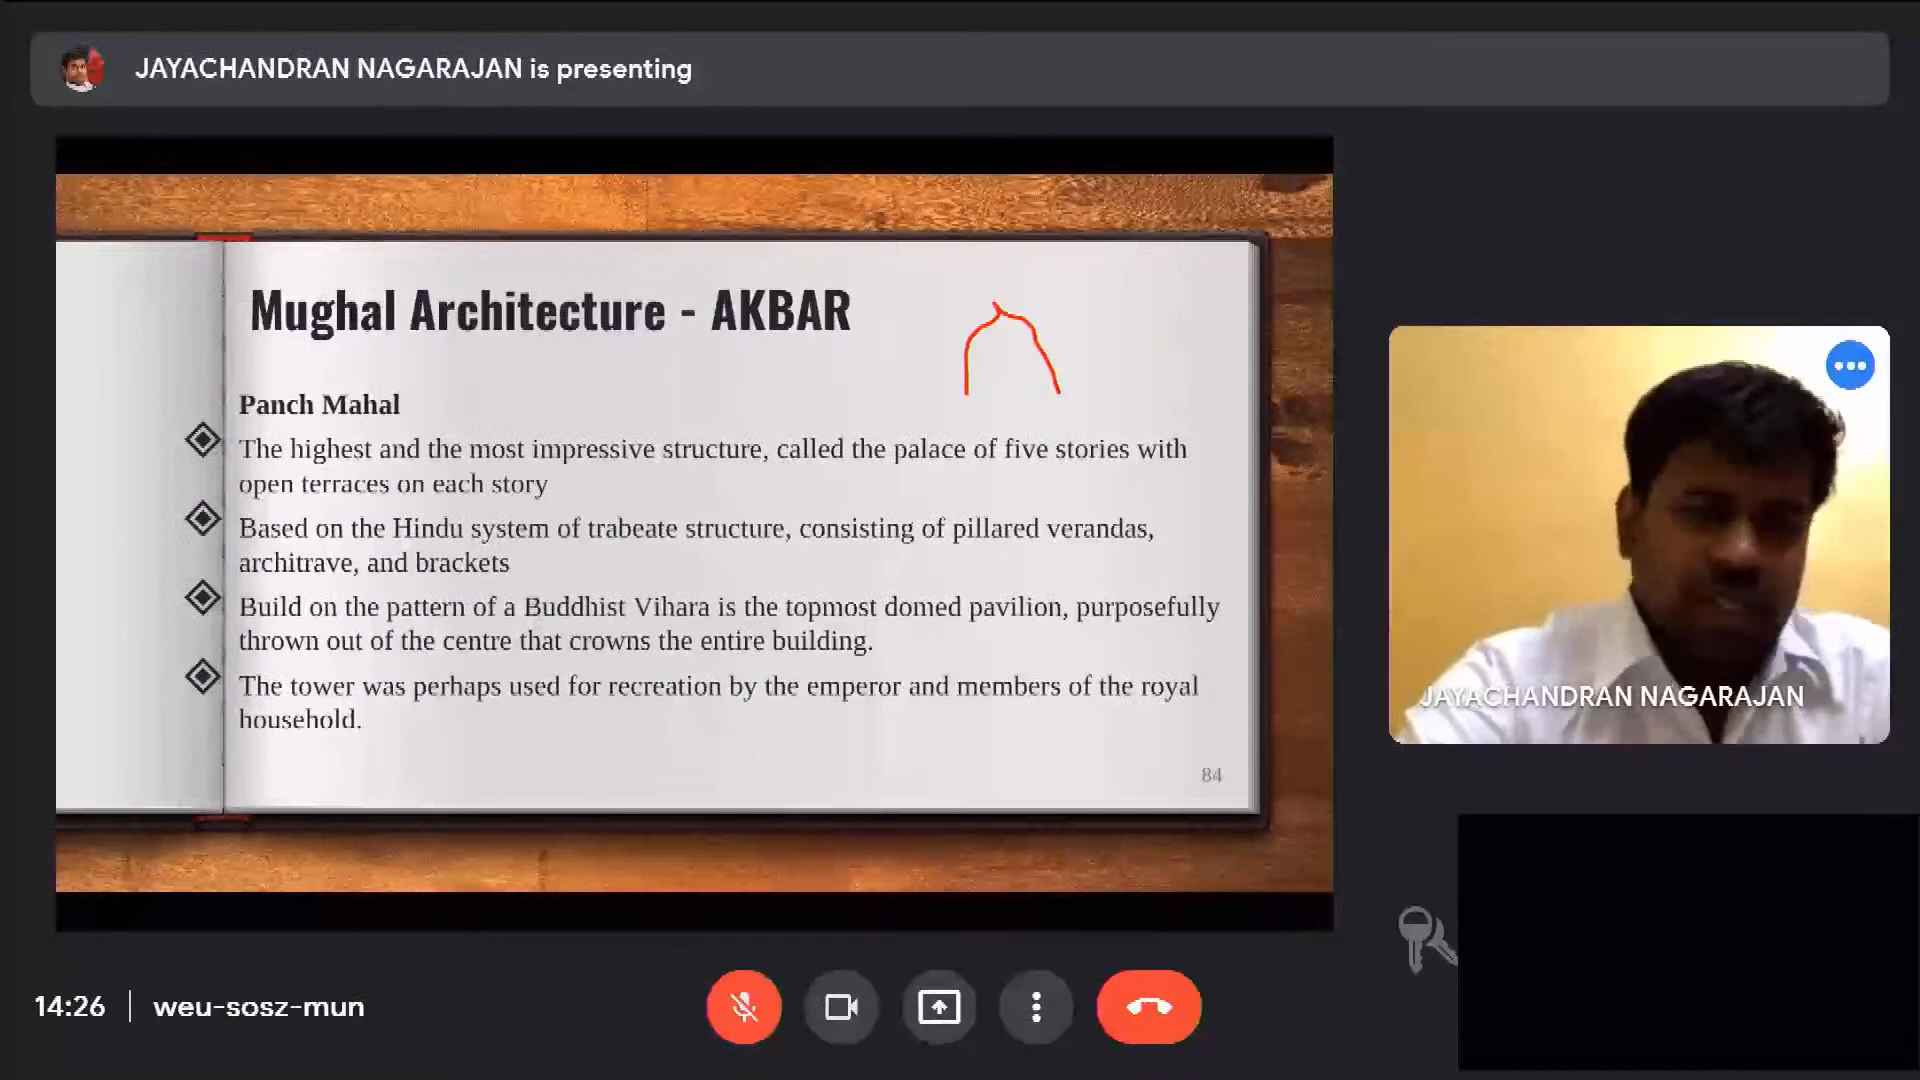 JAYACHANDRAN NAGARAJAN is presenting
Mughal Architecture - AKBAR
Panch Mahal
The highest and the most impressive structure, called the palace of five stories with
open terraces on each story
Based on the Hindu system of trabeate structure, consisting of pillared verandas,
architrave, and brackets
Build on the pattern of a Buddhist Vihara is the topmost domed pavilion, purposefully
thrown out of the centre that crowns the entire building.
The tower was perhaps used for recreation by the emperor and members of the royal
household.
84
JAYACHANDRAN NAGARAJAN
14:26 | weu-sosz-mun